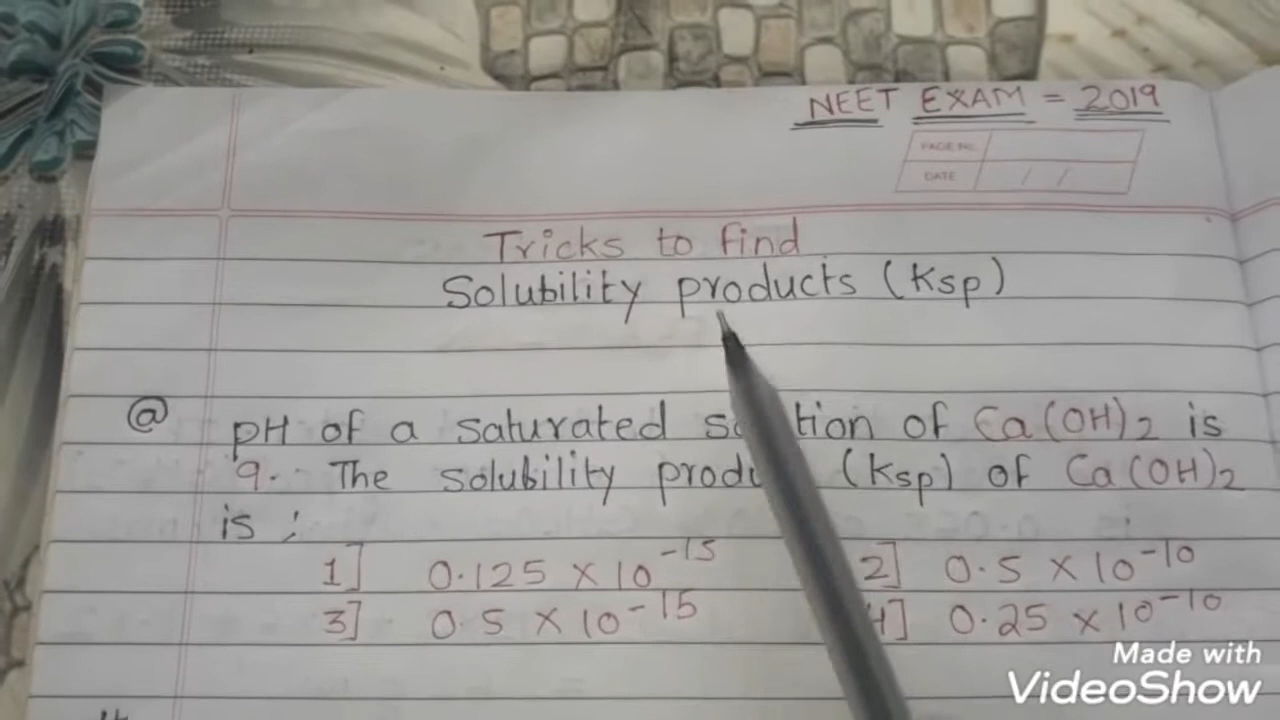 NEET EXAM = 2019
PAGE No.
DATE / /
Tricks to find
Solubility products (Ksp)
@ pH of a saturated s tion of Ca(OH)2 is
9. The solubility produ (Ksp) of Ca(OH)2
is :
1] 0.125 × 10^-15 2] 0.5 × 10^-10
3] 0.5 × 10^-15 4] 0.25 × 10^-10
Made with
VideoShow